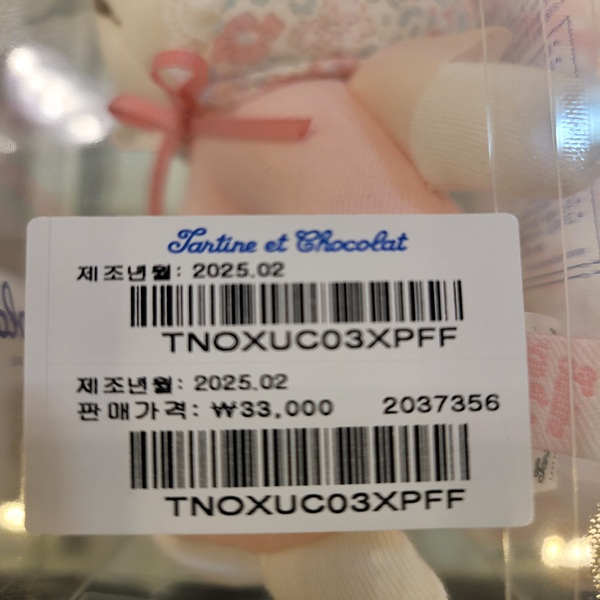 Tartine et Chocolat
제조년월: 2025.02
TNOXUC03XPFF
제조년월: 2025.02
판매가격: ₩33,000 2037356
TNOXUC03XPFF